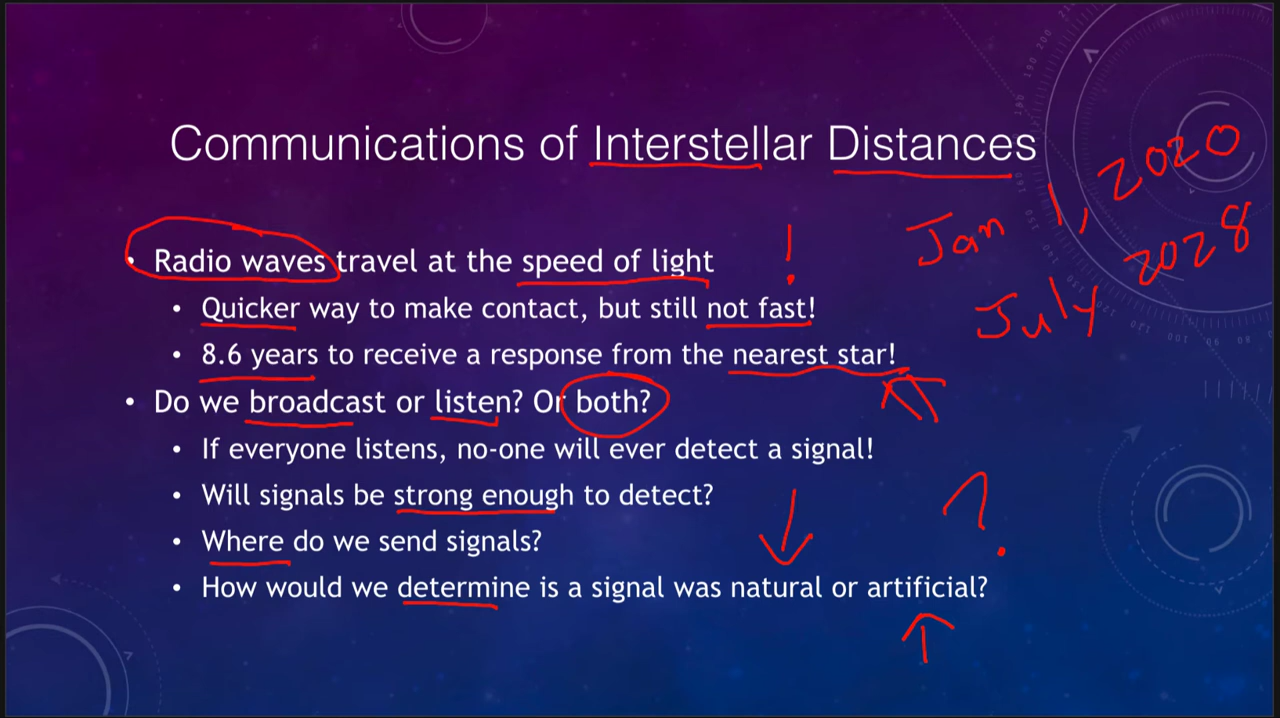 Communications of Interstellar Distances
Jan 1, 2020
• Radio waves travel at the speed of light !
July 2028
• Quicker way to make contact, but still not fast!
• 8.6 years to receive a response from the nearest star!
• Do we broadcast or listen? Or both?
• If everyone listens, no-one will ever detect a signal!
• Will signals be strong enough to detect?
?
• Where do we send signals?
• How would we determine is a signal was natural or artificial?